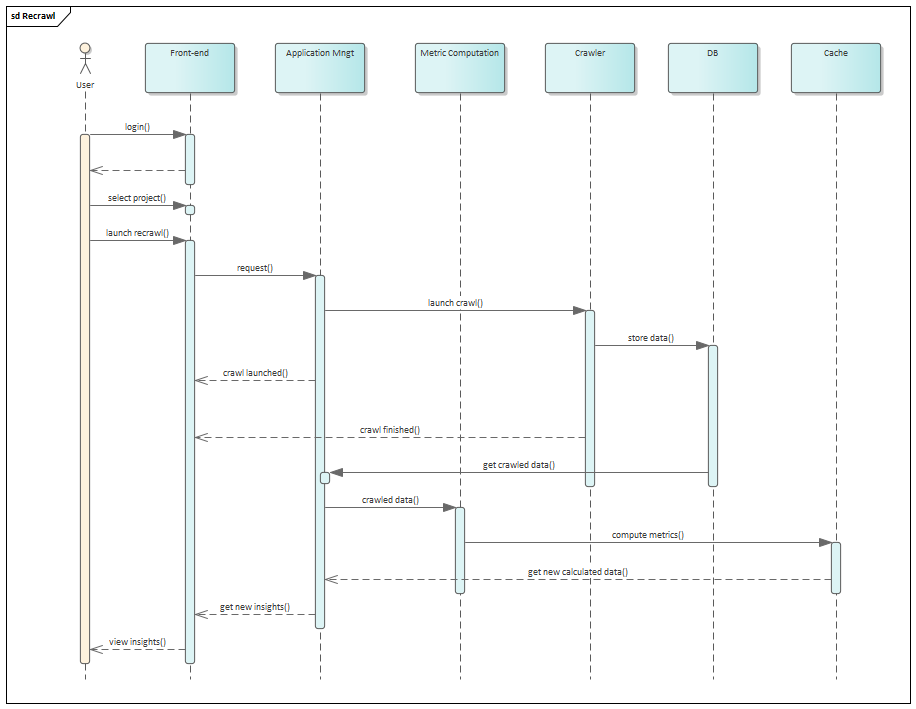 sd Recrawl
User
Front-end
Application Mngt
Metric Computation
Crawler
DB
Cache
login()
select project()
launch recrawl()
request()
launch crawl()
store data()
crawl launched()
crawl finished()
get crawled data()
crawled data()
compute metrics()
get new calculated data()
get new insights()
view insights()